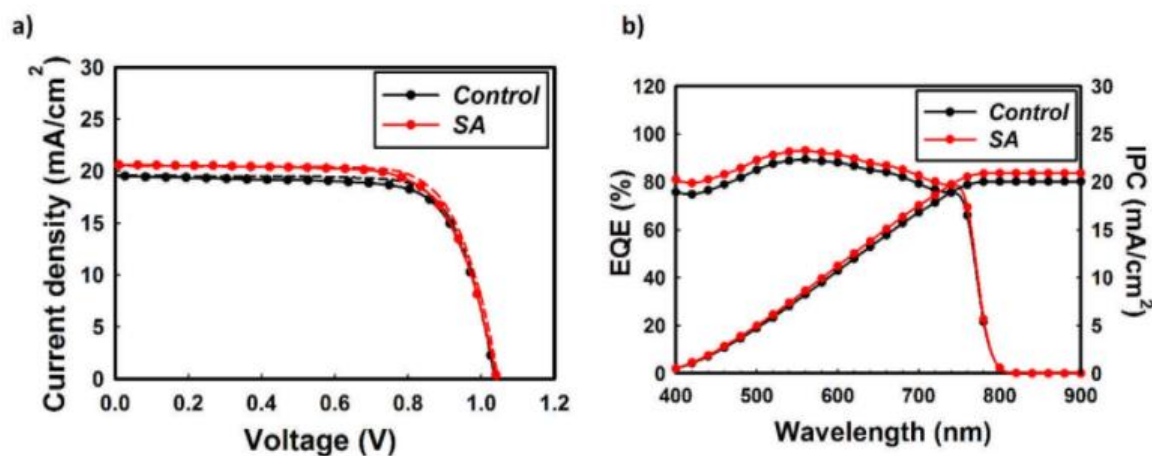 a)
Current density (mA/cm²)
30
25
20
15
10
5
0
Control
SA
0.0 0.2 0.4 0.6 0.8 1.0 1.2
Voltage (V)
b)
EQE (%)
120
100
80
60
40
20
0
Control
SA
30
25
20
15
10
5
0
IPC (mA/cm²)
400 500 600 700 800 900
Wavelength (nm)